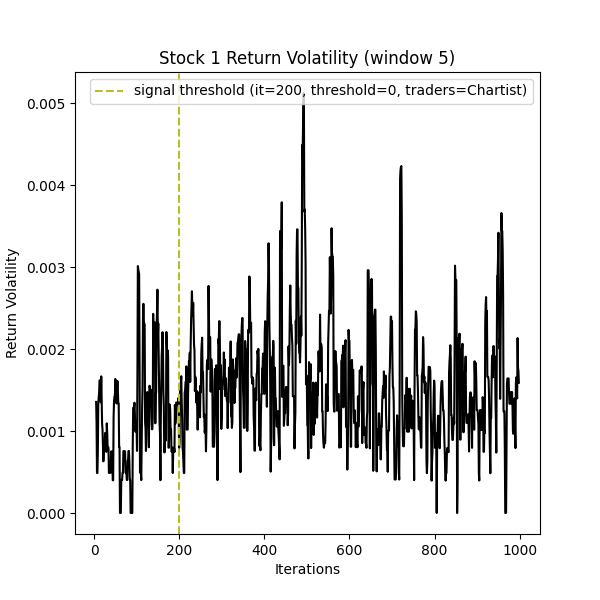 Stock 1 Return Volatility (window 5)
signal threshold (it=200, threshold=0, traders=Chartist)
0.005
0.004
0.003
0.002
0.001
0.000
Return Volatility
0 200 400 600 800 1000
Iterations